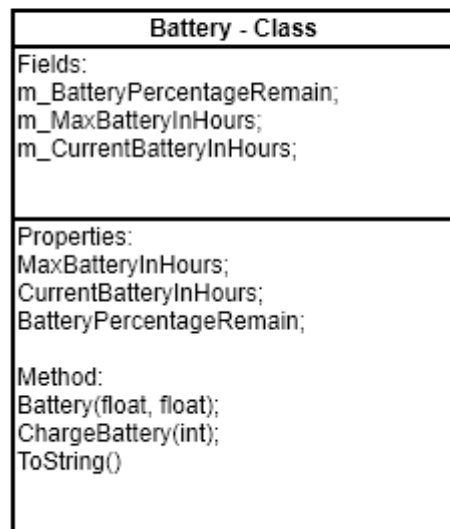 Battery - Class
Fields:
m_BatteryPercentageRemain;
m_MaxBatteryInHours;
m_CurrentBatteryInHours;
Properties:
MaxBatteryInHours;
CurrentBatteryInHours;
BatteryPercentageRemain;
Method:
Battery(float, float);
ChargeBattery(int);
ToString()